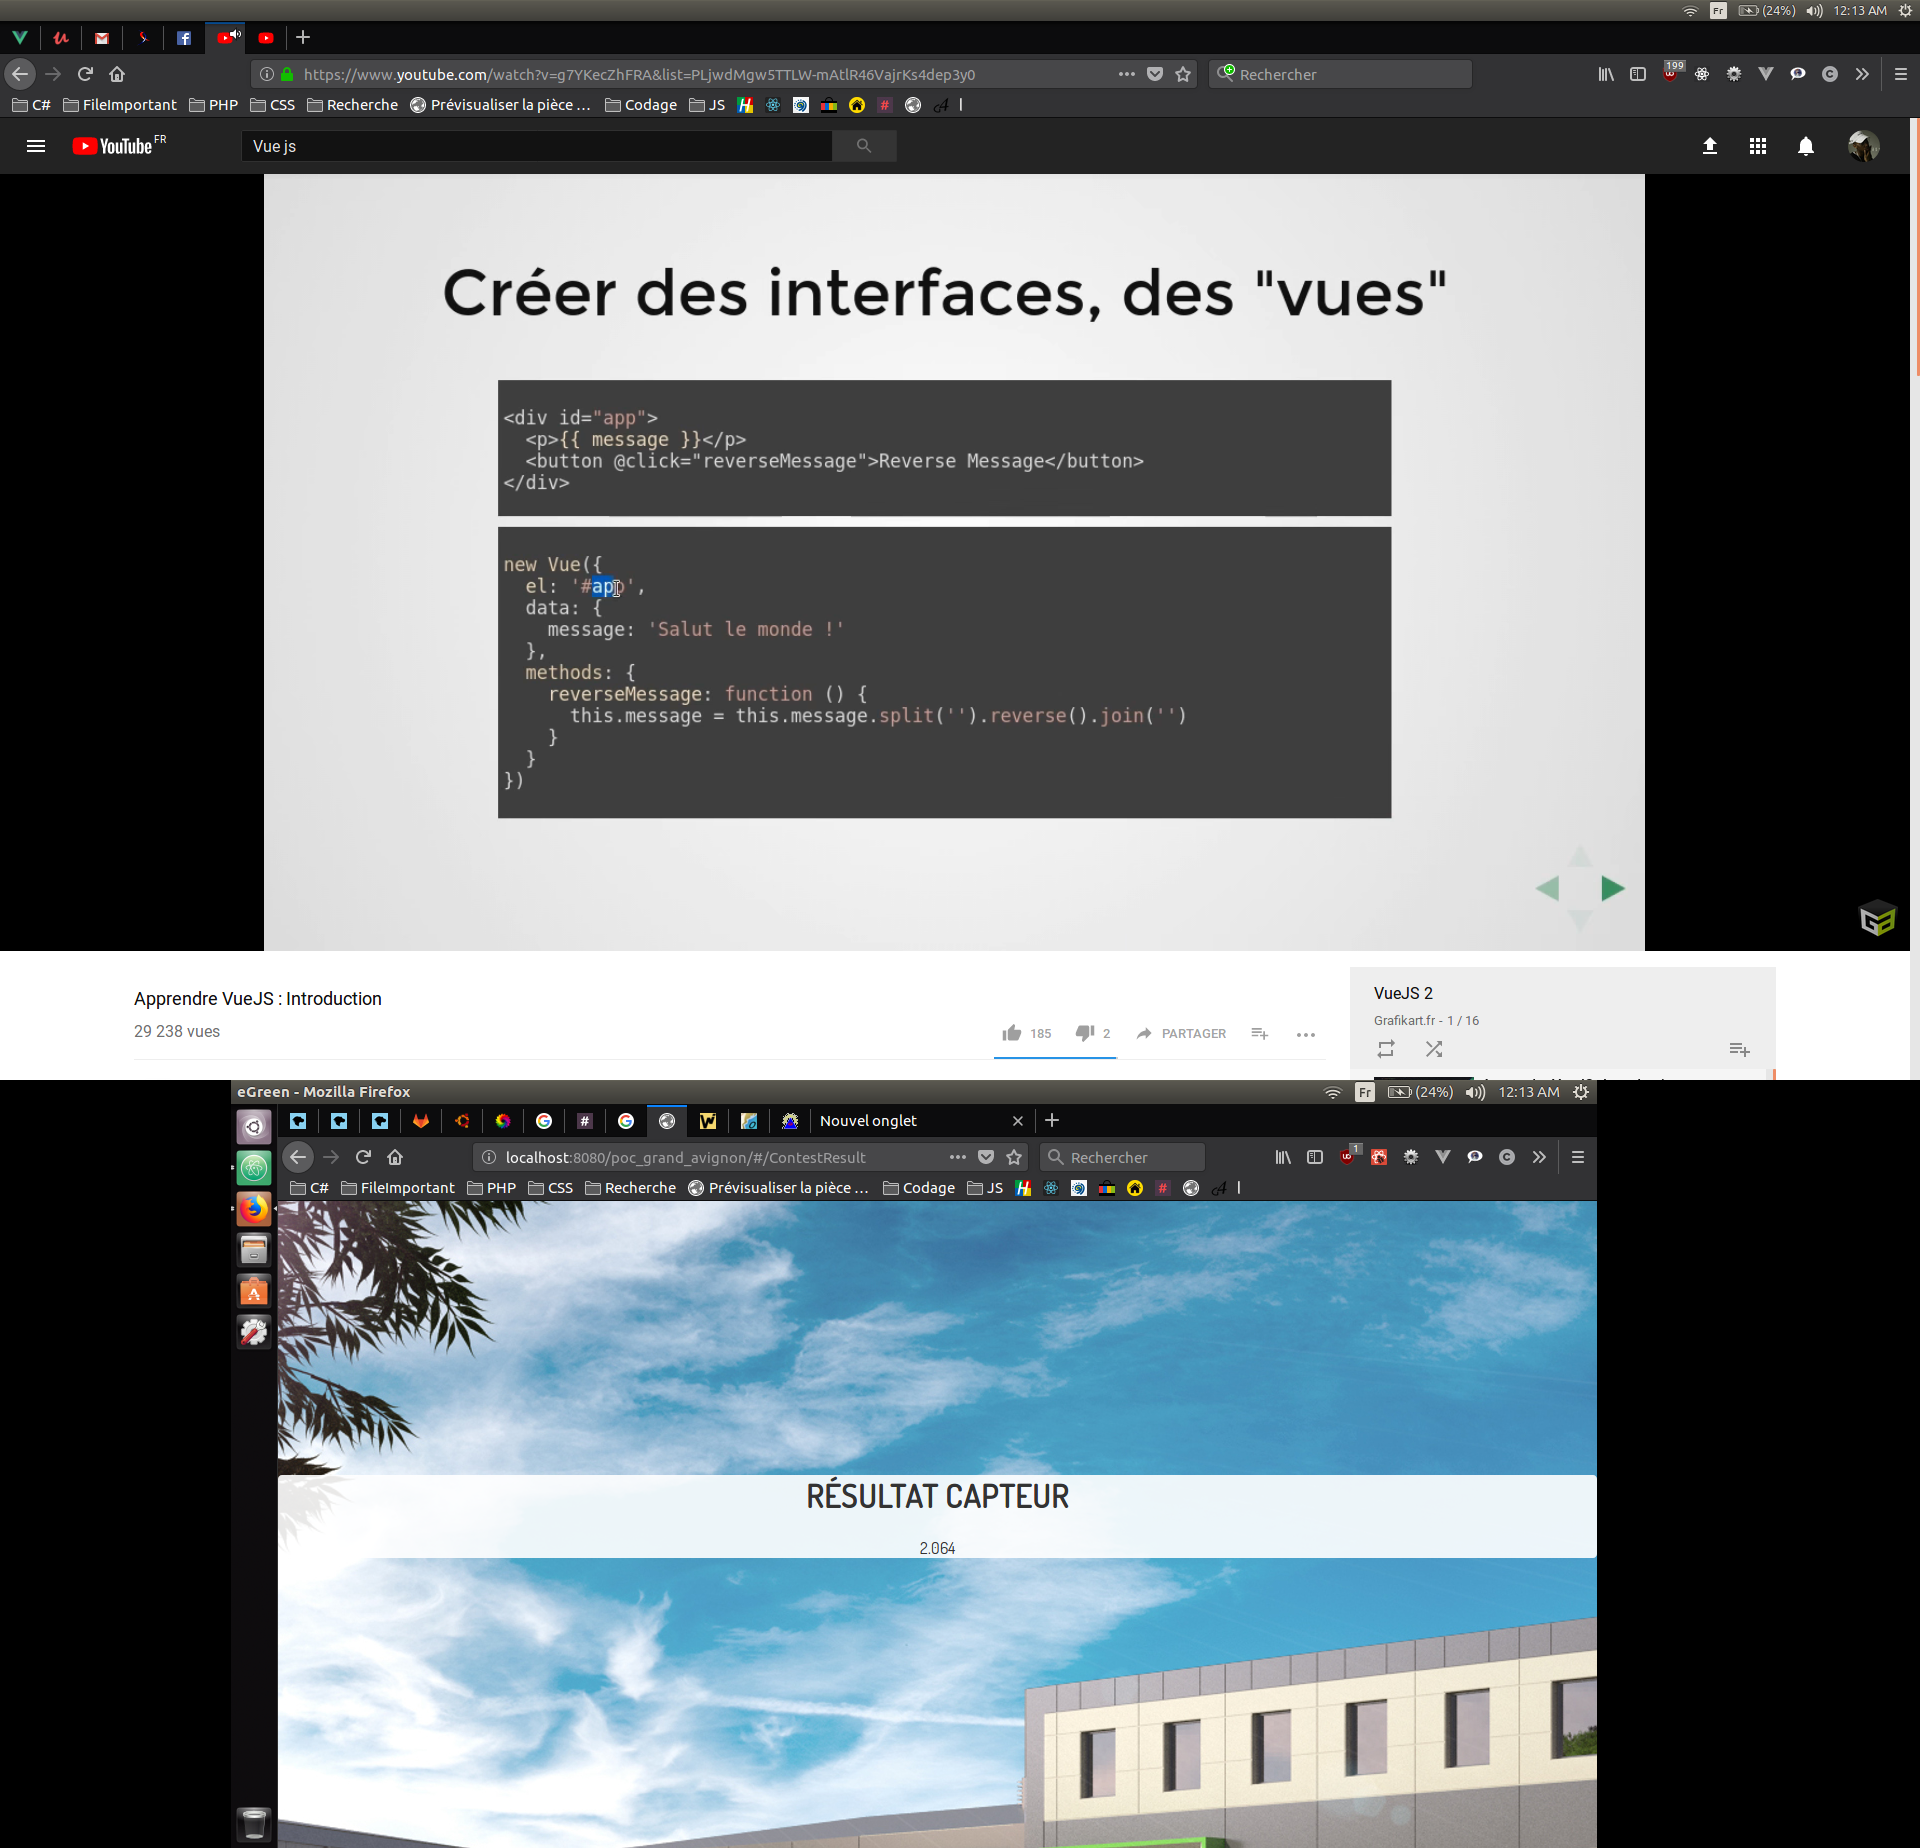 Fr (24%) 12:13 AM
https://www.youtube.com/watch?v=g7YKecZhFRA&list=PLjwdMgw5TTLW-mAtlR46VajrKs4dep3y0
Rechercher
199
C# FileImportant PHP CSS Recherche Prévisualiser la pièce ... Codage JS
YouTube FR
Vue js
Créer des interfaces, des "vues"
<div id="app">
<p>{{ message }}</p>
<button @click="reverseMessage">Reverse Message</button>
</div>
new Vue({
el: '#app',
data: {
message: 'Salut le monde !'
},
methods: {
reverseMessage: function () {
this.message = this.message.split('').reverse().join('')
}
}
})
Apprendre VueJS : Introduction
29 238 vues
185 2 PARTAGER
VueJS 2
Grafikart.fr - 1 / 16
eGreen - Mozilla Firefox
Fr (24%) 12:13 AM
Nouvel onglet
localhost:8080/poc_grand_avignon/#/ContestResult
Rechercher
1
C# FileImportant PHP CSS Recherche Prévisualiser la pièce ... Codage JS
RÉSULTAT CAPTEUR
2.064